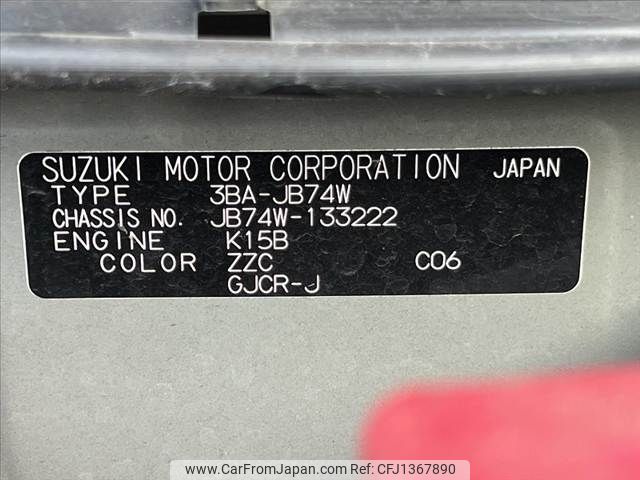 SUZUKI MOTOR CORPORATION JAPAN
TYPE 3BA-JB74W
CHASSIS NO. JB74W-133222
ENGINE K15B
COLOR ZZC C06
GJCR-J
www.CarFromJapan.com - CFJ1367890